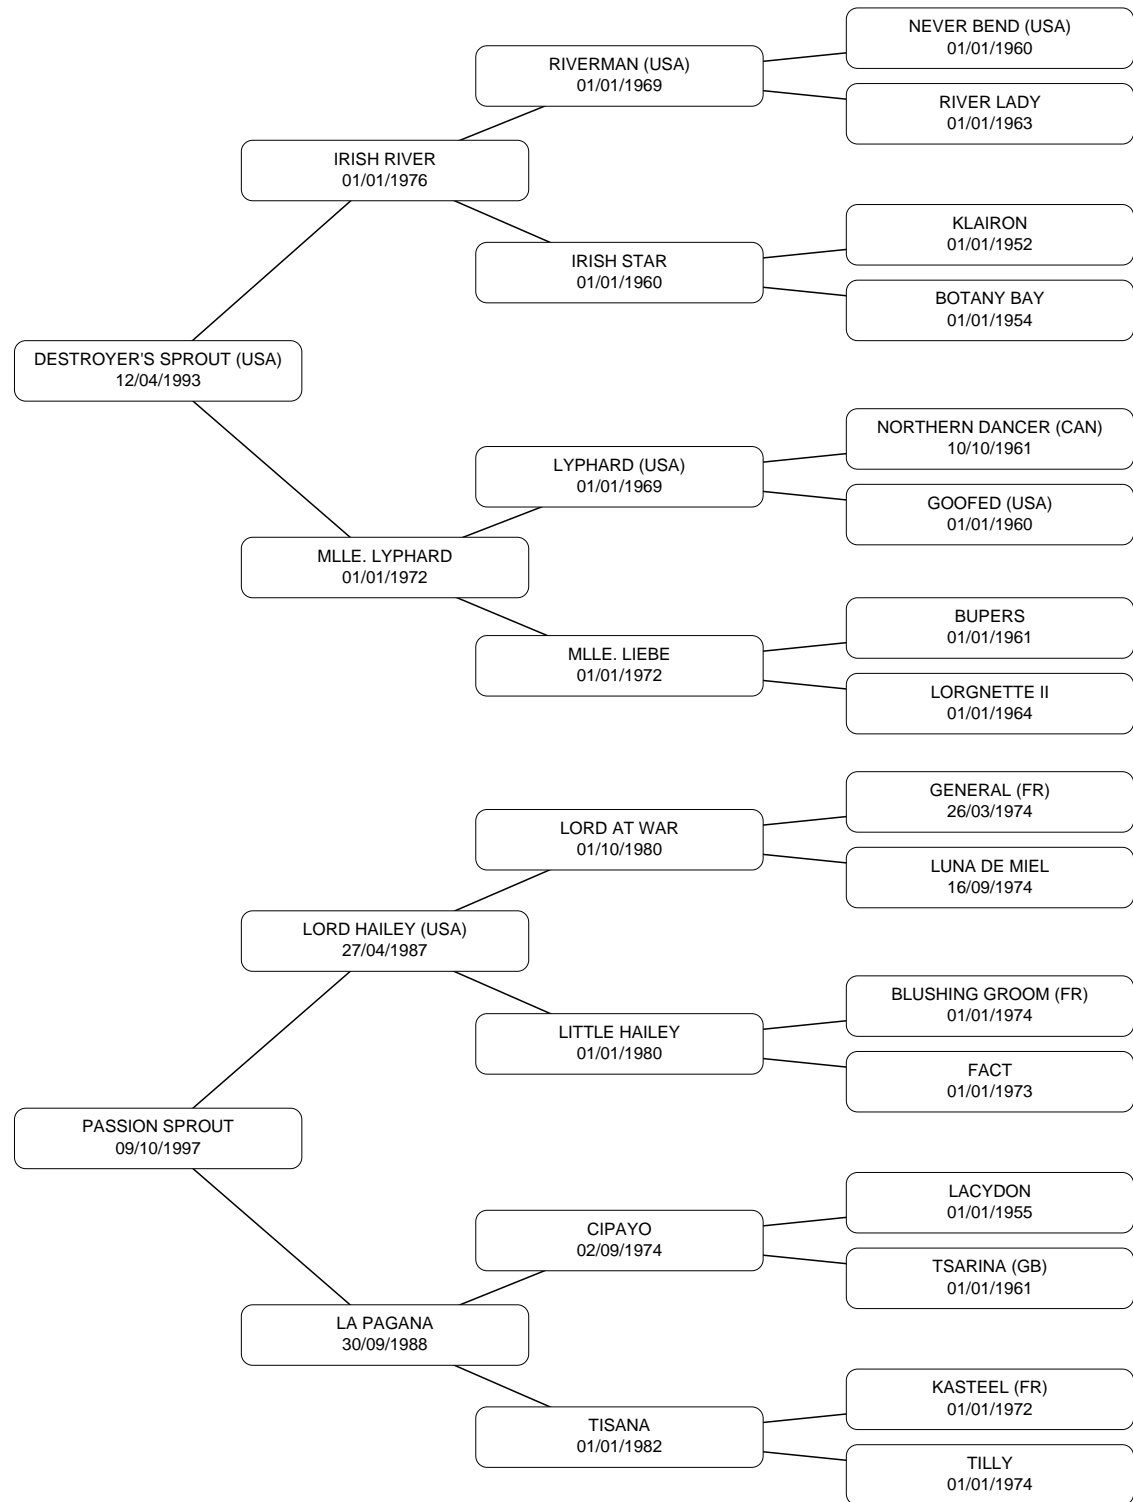 NEVER BEND (USA)
01/01/1960
RIVERMAN (USA)
01/01/1969
RIVER LADY
01/01/1963
IRISH RIVER
01/01/1976
KLAIRON
01/01/1952
IRISH STAR
01/01/1960
BOTANY BAY
01/01/1954
DESTROYER'S SPROUT (USA)
12/04/1993
NORTHERN DANCER (CAN)
10/10/1961
LYPHARD (USA)
01/01/1969
GOOFED (USA)
01/01/1960
MLLE. LYPHARD
01/01/1972
BUPERS
01/01/1961
MLLE. LIEBE
01/01/1972
LORGNETTE II
01/01/1964
GENERAL (FR)
26/03/1974
LORD AT WAR
01/10/1980
LUNA DE MIEL
16/09/1974
LORD HAILEY (USA)
27/04/1987
BLUSHING GROOM (FR)
01/01/1974
LITTLE HAILEY
01/01/1980
FACT
01/01/1973
PASSION SPROUT
09/10/1997
LACYDON
01/01/1955
CIPAYO
02/09/1974
TSARINA (GB)
01/01/1961
LA PAGANA
30/09/1988
KASTEEL (FR)
01/01/1972
TISANA
01/01/1982
TILLY
01/01/1974